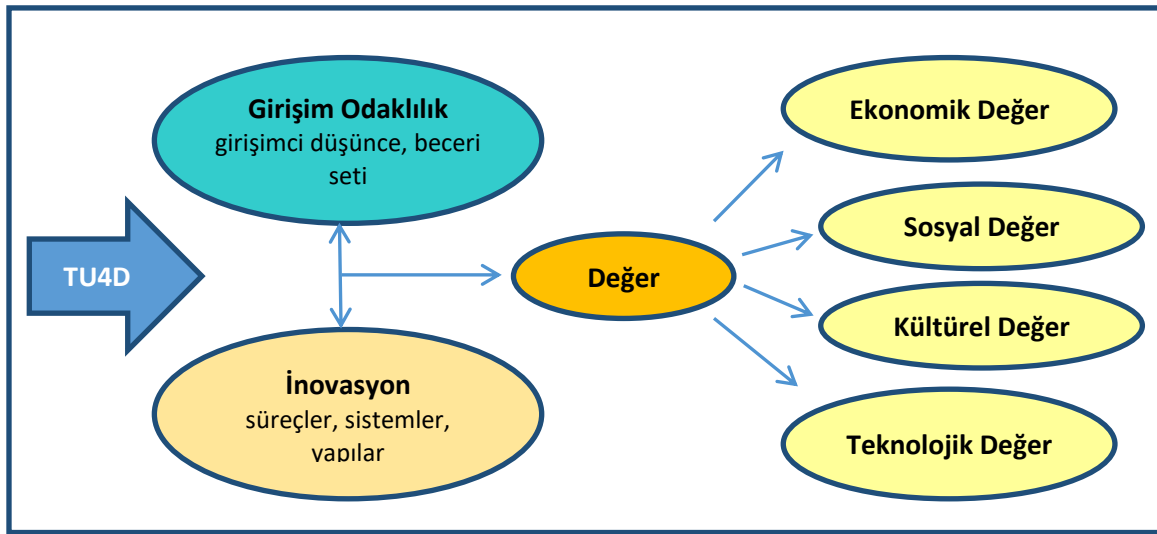 TU4D
Girişim Odaklılık
girişimci düşünce, beceri
seti
İnovasyon
süreçler, sistemler,
yapılar
Değer
Ekonomik Değer
Sosyal Değer
Kültürel Değer
Teknolojik Değer